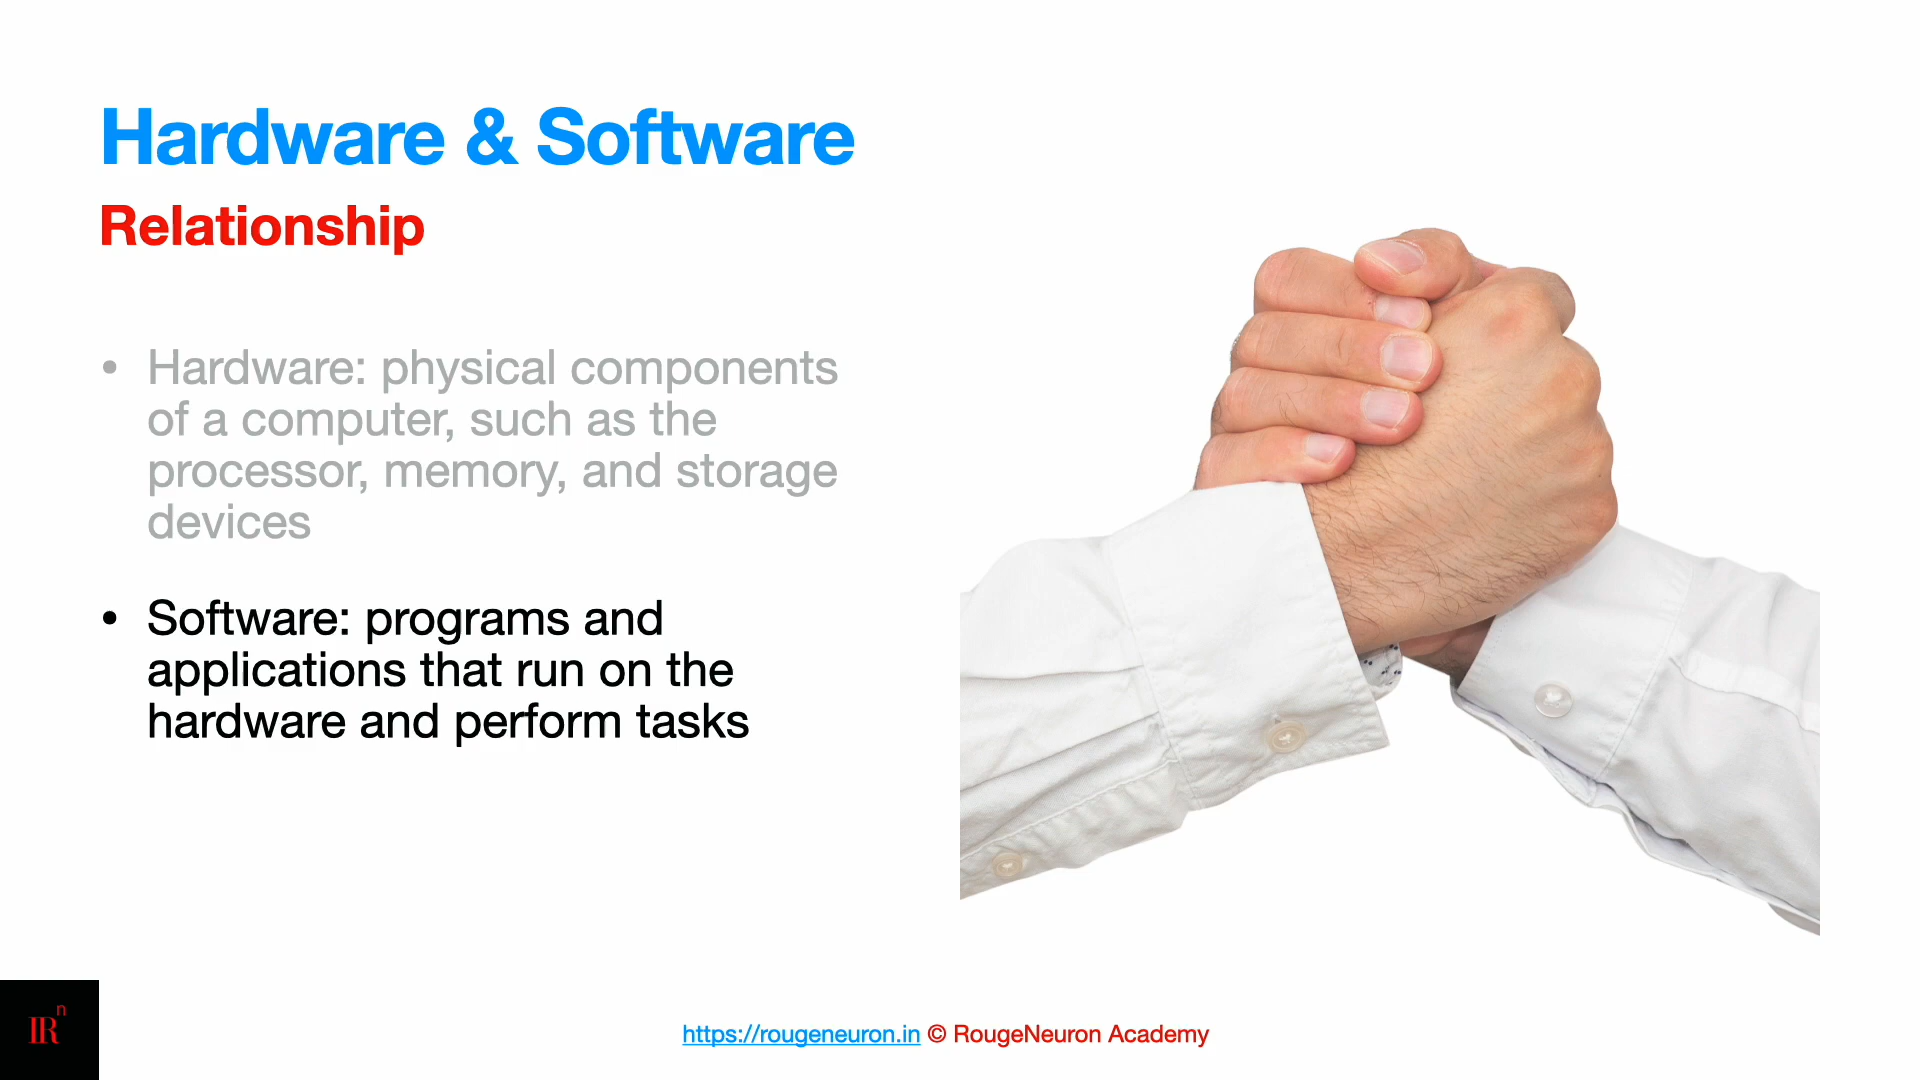 Hardware & Software
Relationship
• Hardware: physical components
of a computer, such as the
processor, memory, and storage
devices
• Software: programs and
applications that run on the
hardware and perform tasks
IR n
https://rougeneuron.in © RougeNeuron Academy